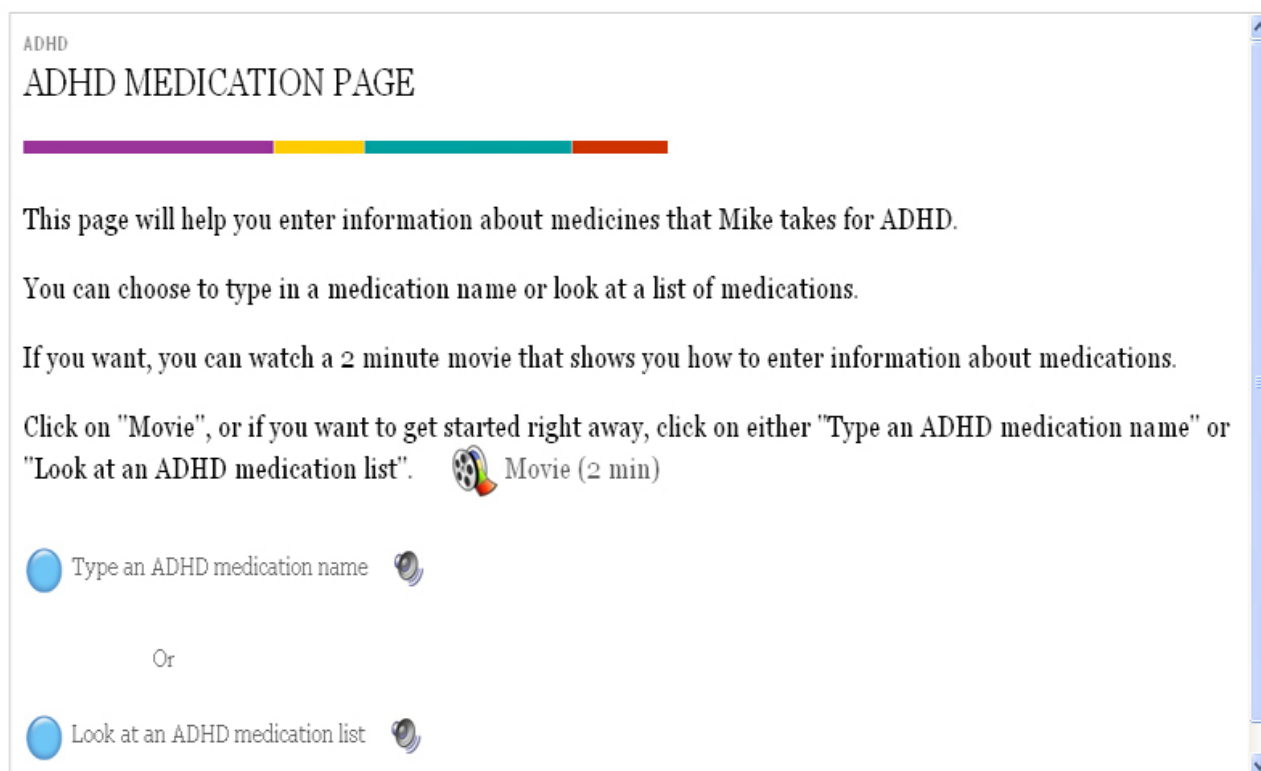 ADHD
ADHD MEDICATION PAGE
This page will help you enter information about medicines that Mike takes for ADHD.
You can choose to type in a medication name or look at a list of medications.
If you want, you can watch a 2 minute movie that shows you how to enter information about medications.
Click on "Movie", or if you want to get started right away, click on either "Type an ADHD medication name" or
"Look at an ADHD medication list". Movie (2 min)
Type an ADHD medication name
Or
Look at an ADHD medication list